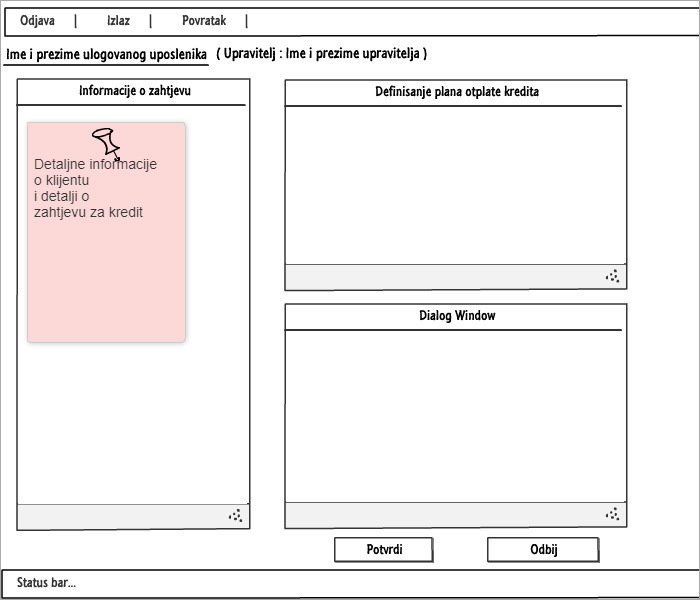 Odjava | Izlaz | Povratak |
Ime i prezime ulogovanog uposlenika ( Upravitelj : Ime i prezime upravitelja )
Informacije o zahtjevu
Detaljne informacije
o klijentu
i detalji o
zahtjevu za kredit
Definisanje plana otplate kredita
Dialog Window
Potvrdi Odbij
Status bar...